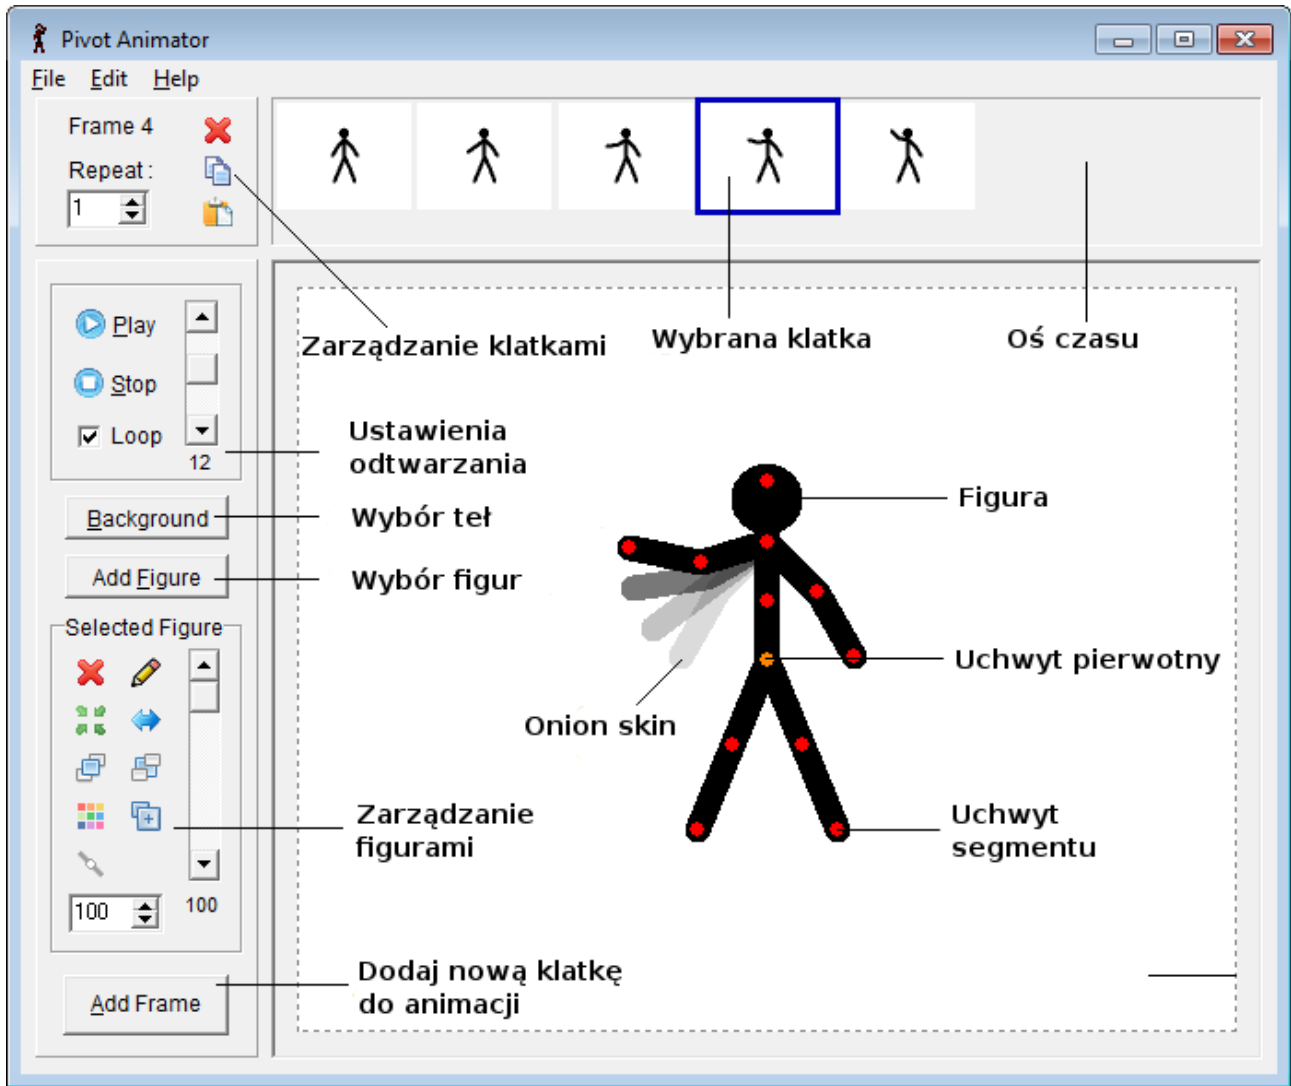 Pivot Animator
File Edit Help
Frame 4
Repeat :
1
Play
Stop
Loop
12
Background
Add Figure
Selected Figure
100
100
Add Frame
Zarządzanie klatkami
Wybrana klatka
Oś czasu
Ustawienia
odtwarzania
Wybór teł
Wybór figur
Figura
Uchwyt pierwotny
Onion skin
Zarządzanie
figurami
Uchwyt
segmentu
Dodaj nową klatkę
do animacji